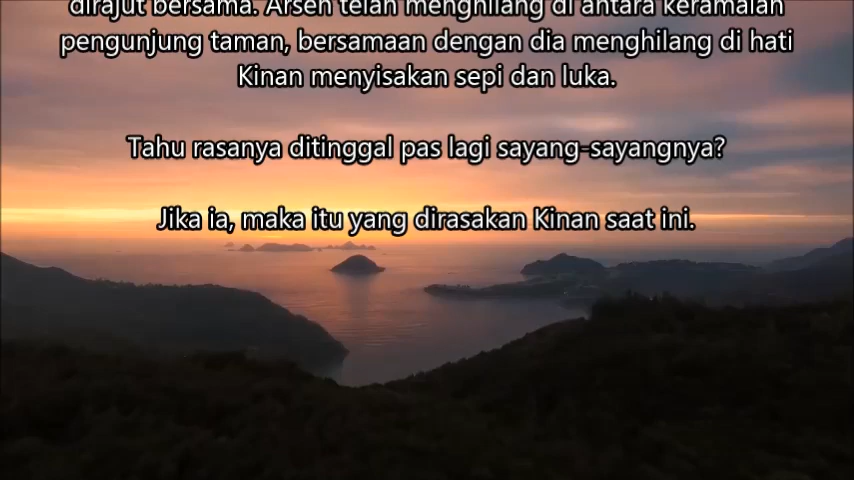 dirajut bersama. Arsen telah menghilang di antara keramaian
pengunjung taman, bersamaan dengan dia menghilang di hati
Kinan menyisakan sepi dan luka.
Tahu rasanya ditinggal pas lagi sayang-sayangnya?
Jika ia, maka itu yang dirasakan Kinan saat ini.